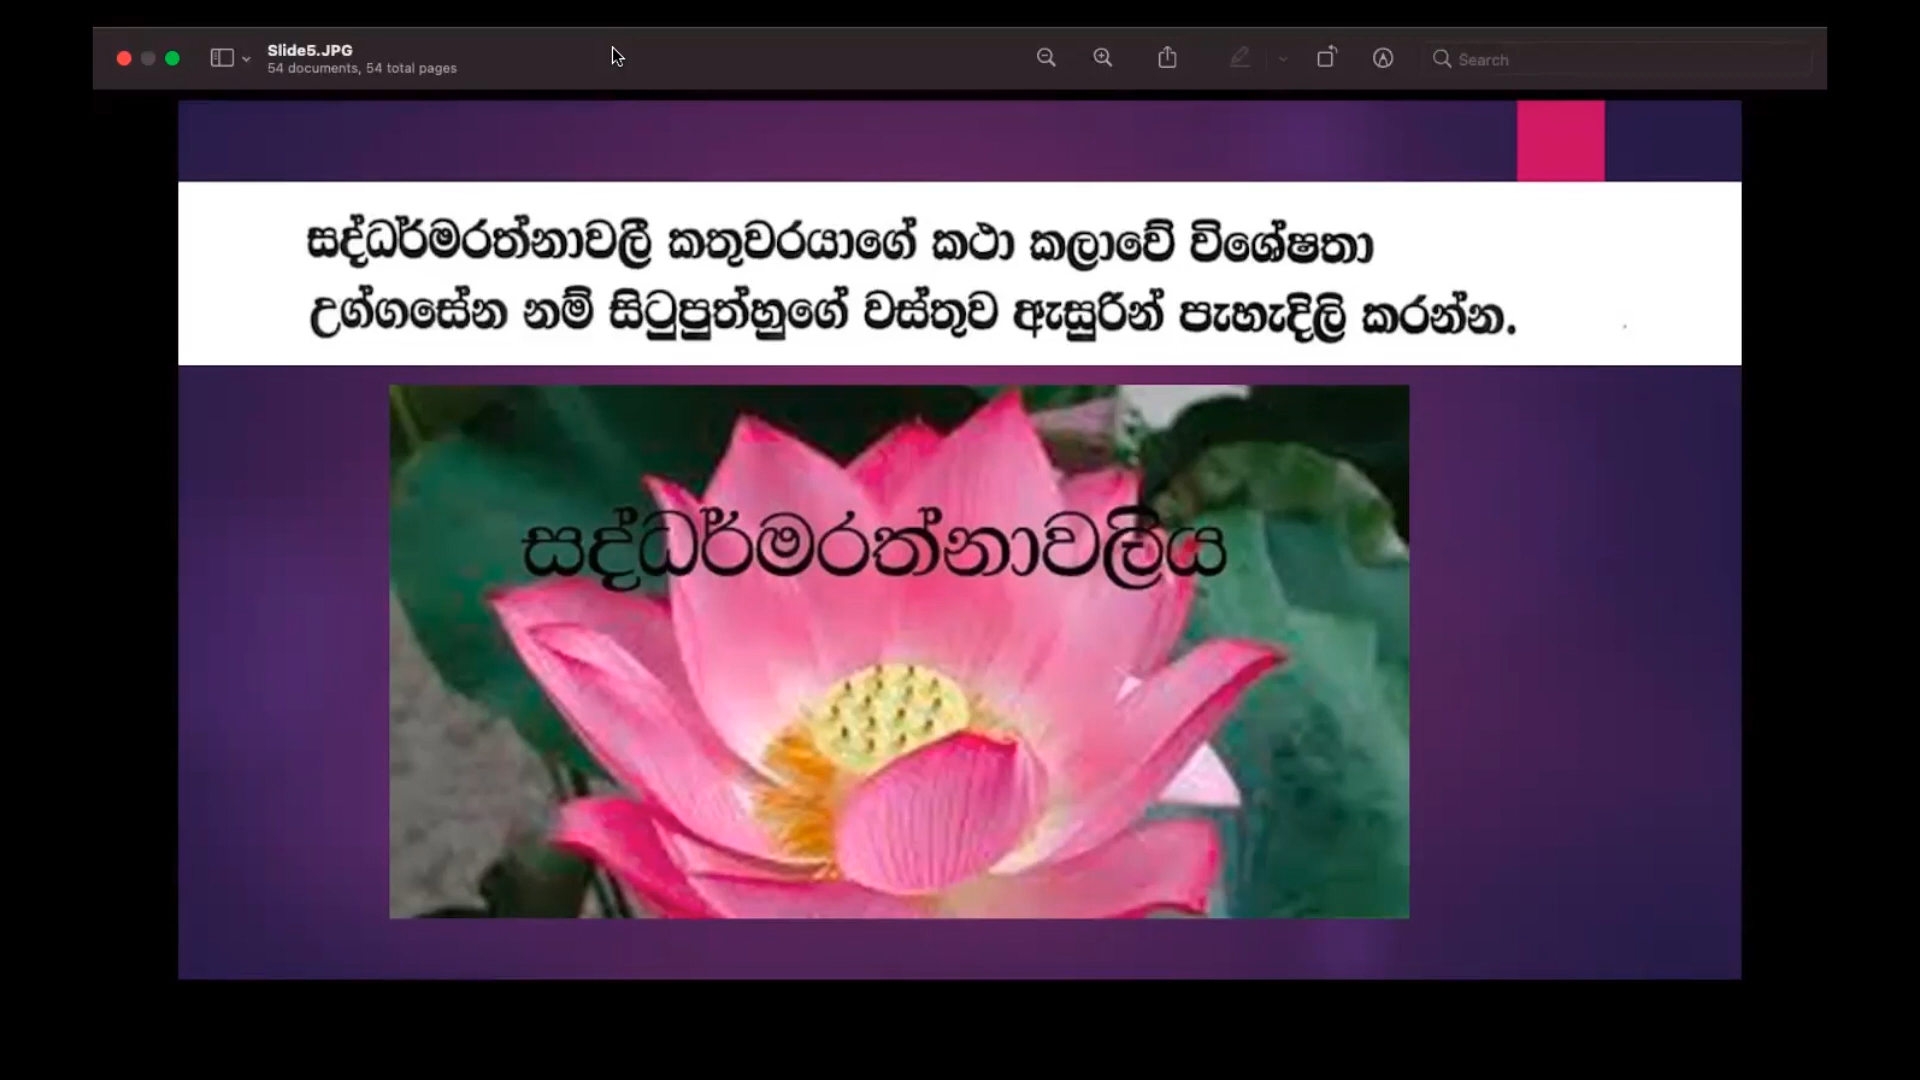 Slide5.JPG
54 documents, 54 total pages
Search
සද්ධර්මරත්නාවලී කතුවරයාගේ කථා කලාවේ විශේෂතා
උග්ගසේන නම් සිටුපුත්හුගේ වස්තුව ඇසුරින් පැහැදිලි කරන්න.
සද්ධර්මරත්නාවලිය